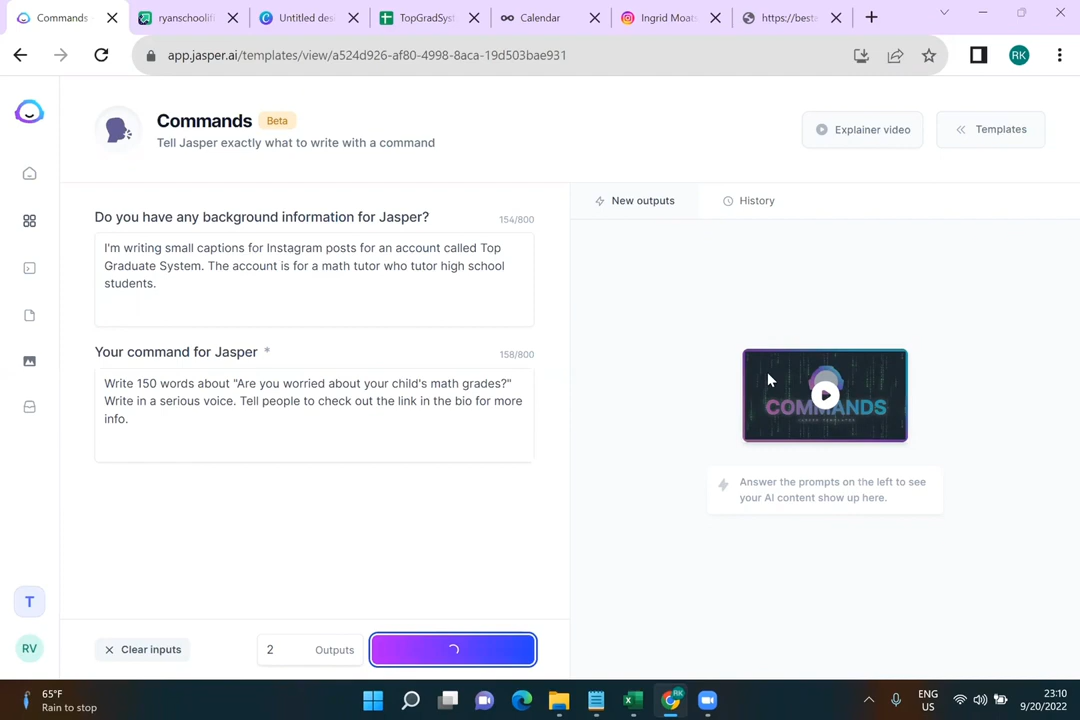 Commands
ryanschoolifi
Untitled des
TopGradSyst
Calendar
Ingrid Moats
https://besta
app.jasper.ai/templates/view/a524d926-af80-4998-8aca-19d503bae931
RK
Commands Beta
Tell Jasper exactly what to write with a command
Explainer video
Templates
Do you have any background information for Jasper? 154/800
I'm writing small captions for Instagram posts for an account called Top
Graduate System. The account is for a math tutor who tutor high school
students.
Your command for Jasper * 158/800
Write 150 words about "Are you worried about your child's math grades?"
Write in a serious voice. Tell people to check out the link in the bio for more
info.
New outputs
History
COMMANDS
Answer the prompts on the left to see
your AI content show up here.
T
RV
Clear inputs
2 Outputs
65°F
Rain to stop
RK
ENG
US
23:10
9/20/2022